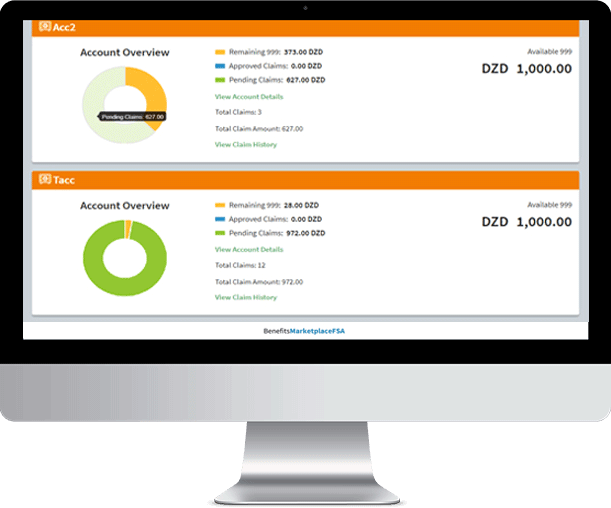 Acc2
Account Overview
Pending Claims: 627.00
Remaining 999: 373.00 DZD
Approved Claims: 0.00 DZD
Pending Claims: 627.00 DZD
View Account Details
Total Claims: 3
Total Claim Amount: 627.00
View Claim History
Available 999
DZD 1,000.00
Tacc
Account Overview
Remaining 999: 28.00 DZD
Approved Claims: 0.00 DZD
Pending Claims: 972.00 DZD
View Account Details
Total Claims: 12
Total Claim Amount: 972.00
View Claim History
Available 999
DZD 1,000.00
BenefitsMarketplaceFSA